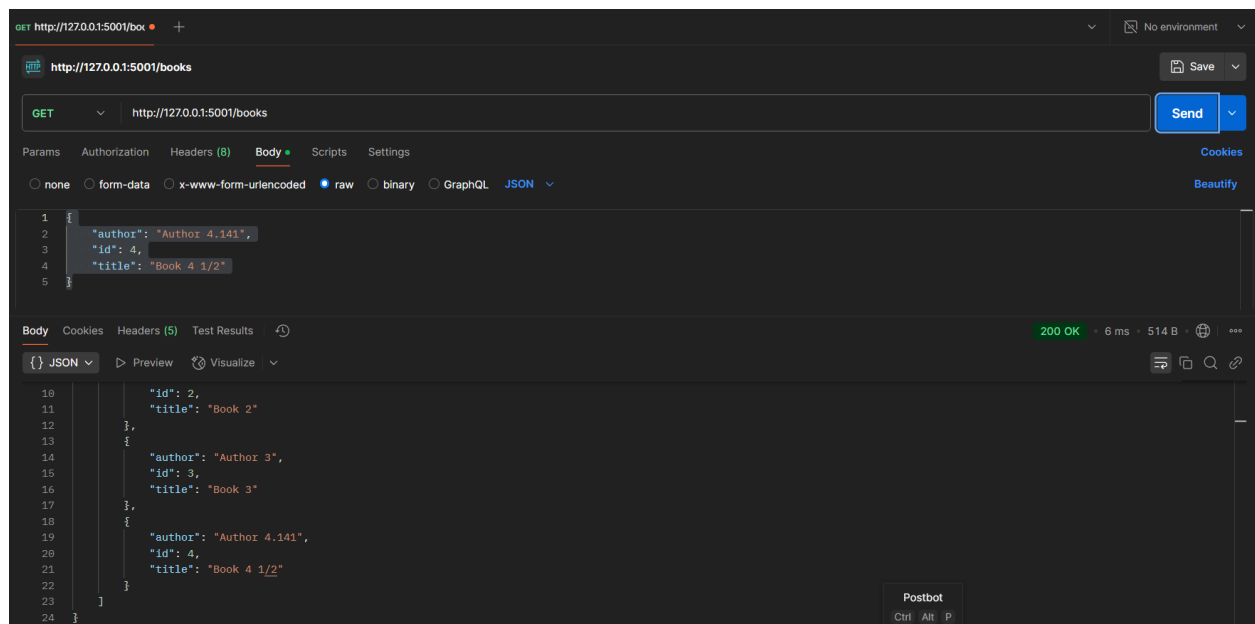 GET http://127.0.0.1:5001/boo
No environment
HTTP http://127.0.0.1:5001/books
Save
GET http://127.0.0.1:5001/books Send
Params Authorization Headers (8) Body Scripts Settings Cookies
none form-data x-www-form-urlencoded raw binary GraphQL JSON Beautify
1 {
2 "author": "Author 4.141",
3 "id": 4,
4 "title": "Book 4 1/2"
5 }
Body Cookies Headers (5) Test Results 200 OK 6 ms 514 B
{} JSON Preview Visualize
10 "id": 2,
11 "title": "Book 2"
12 },
13 {
14 "author": "Author 3",
15 "id": 3,
16 "title": "Book 3"
17 },
18 {
19 "author": "Author 4.141",
20 "id": 4,
21 "title": "Book 4 1/2"
22 }
23 ]
24 }
Postbot
Ctrl Alt P